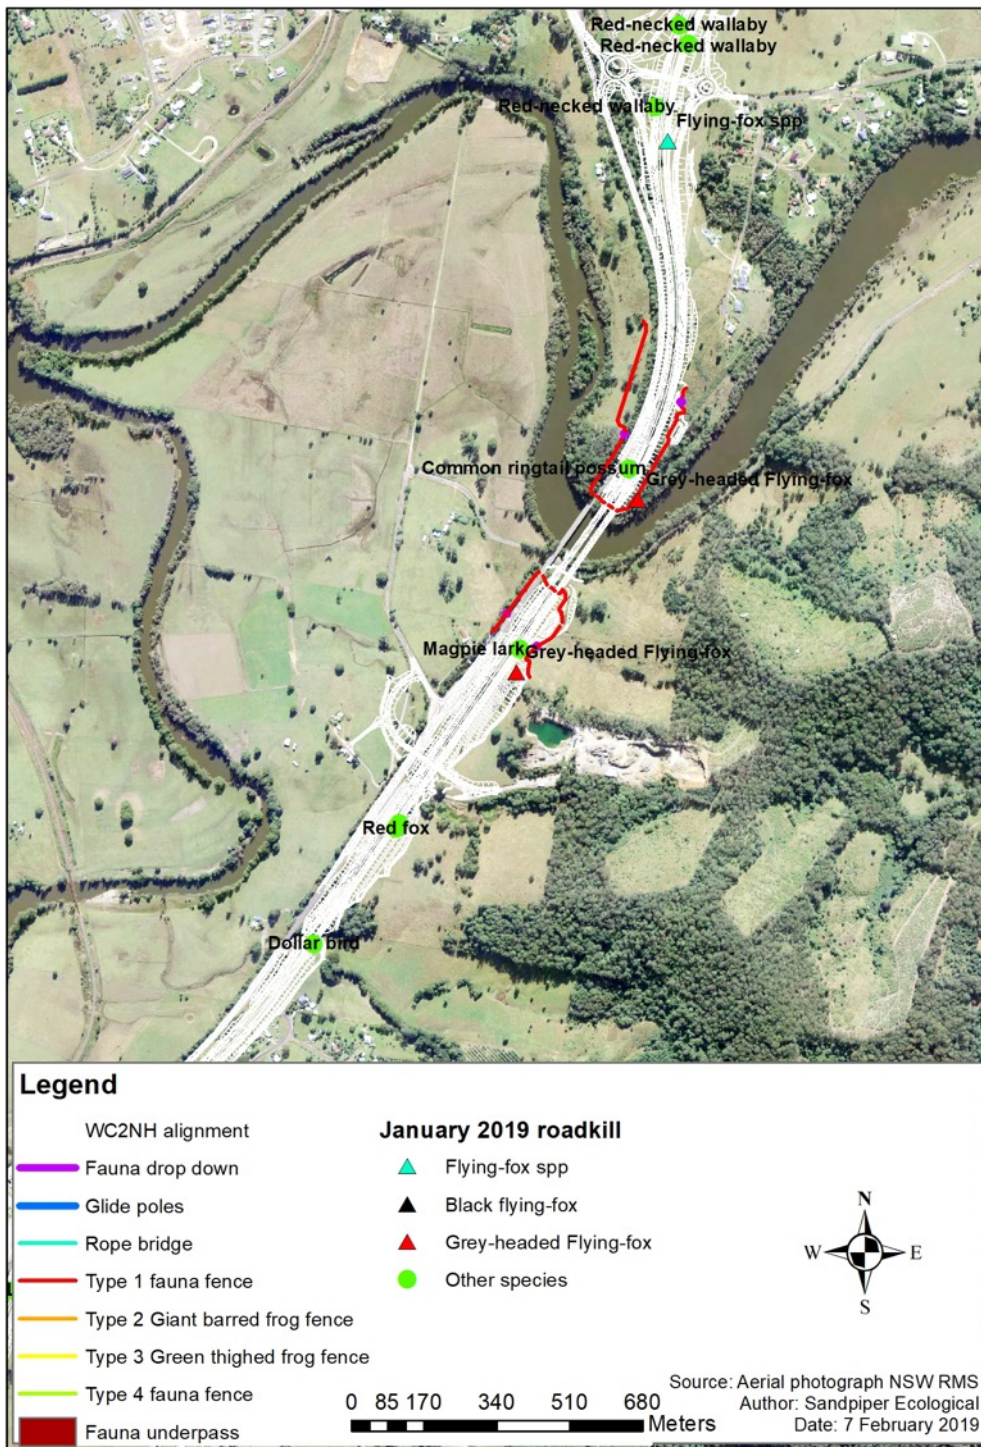 Red-necked wallaby
Red-necked wallaby
Red-necked wallaby
Flying-fox spp
Common ringtail possum
Grey-headed Flying-fox
Magpie lark
Grey-headed Flying-fox
Red fox
Dollar bird
Legend
WC2NH alignment
Fauna drop down
Glide poles
Rope bridge
Type 1 fauna fence
Type 2 Giant barred frog fence
Type 3 Green thighed frog fence
Type 4 fauna fence
Fauna underpass
January 2019 roadkill
Flying-fox spp
Black flying-fox
Grey-headed Flying-fox
Other species
N
W E
S
0 85 170 340 510 680
Meters
Source: Aerial photograph NSW RMS
Author: Sandpiper Ecological
Date: 7 February 2019